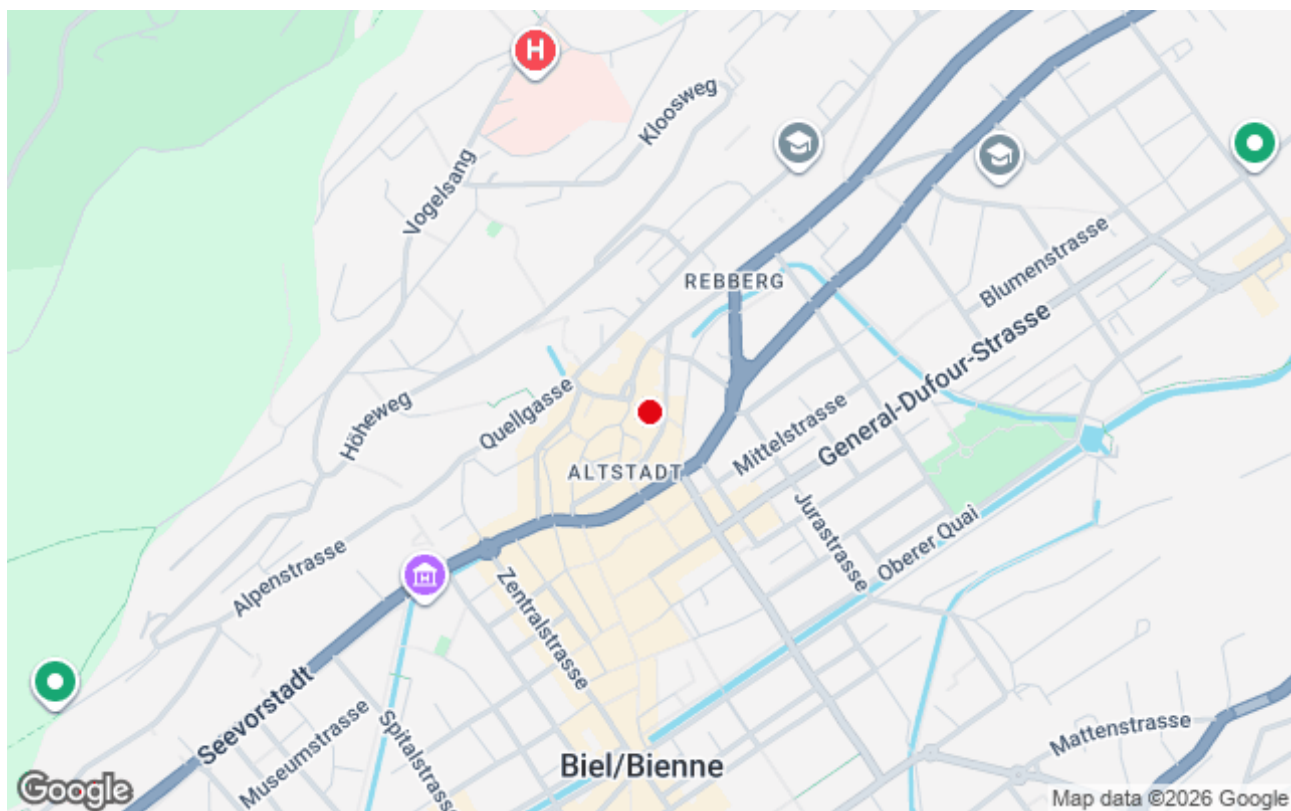 H
Kloosweg
Vogelsang
REBBERG
Blumenstrasse
General-Dufour-Strasse
Höheweg
Quellgasse
Mittelstrasse
ALTSTADT
Jurastrasse
Oberer Quai
Alpenstrasse
H
Zentralstrasse
Seevorstadt
Museumstrasse
Spitalstrasse
Mattenstrasse
Biel/Bienne
Google
Map data ©2026 Google